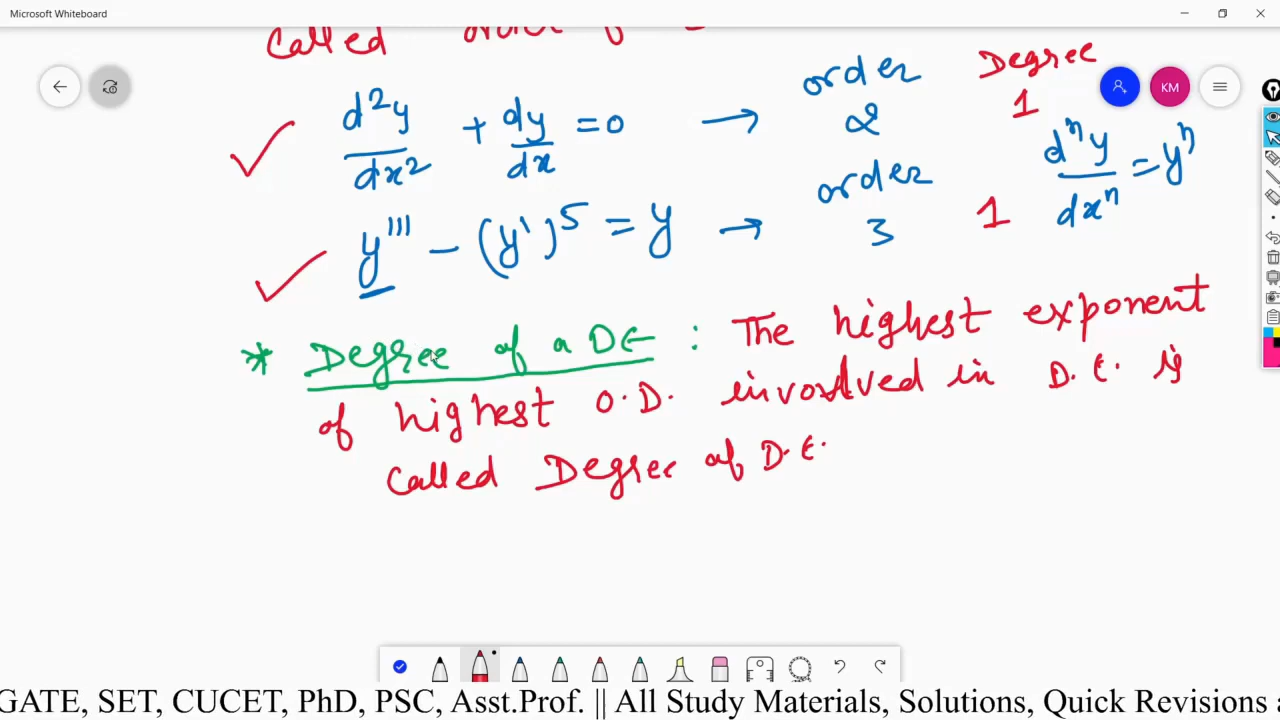 Microsoft Whiteboard
Called order of
d²y/dx² + dy/dx = 0 → order 2 Degree 1
KM
dⁿy/dxⁿ = yⁿ
y''' - (y')⁵ = y → order 3 1
* Degree of a DE : The highest exponent
of highest O.D. involved in D.E. is
called Degree of D.E.
GATE, SET, CUCET, PhD, PSC, Asst.Prof. || All Study Materials, Solutions, Quick Revisions a